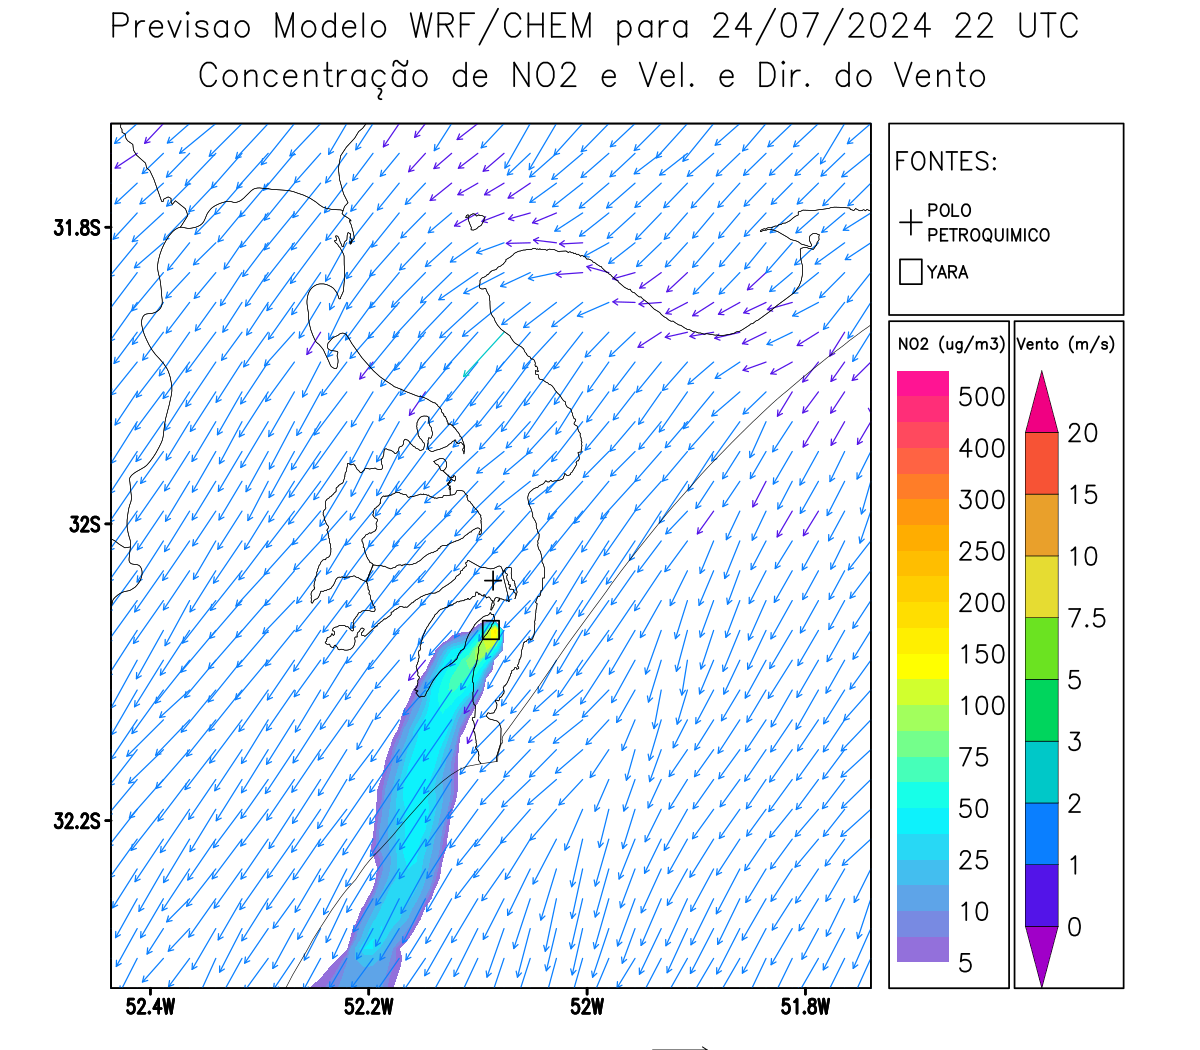 Previsao Modelo WRF/CHEM para 24/07/2024 22 UTC
Concentração de NO2 e Vel. e Dir. do Vento
FONTES:
POLO
PETROQUIMICO
YARA
NO2 (ug/m3)
500
400
300
250
200
150
100
75
50
25
10
5
Vento (m/s)
20
15
10
7.5
5
3
2
1
0
31.8S
32S
32.2S
52.4W
52.2W
52W
51.8W